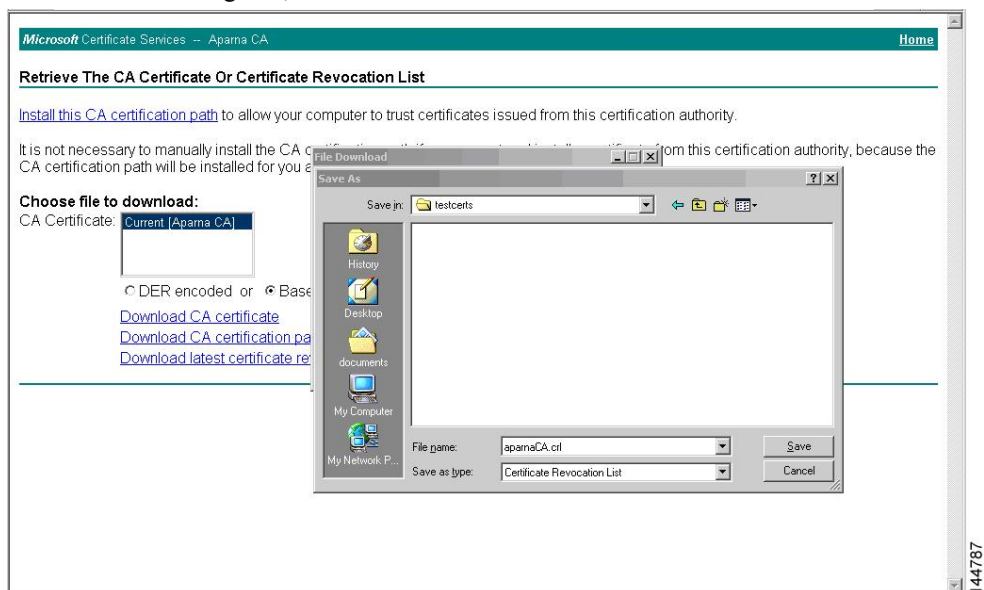 Microsoft Certificate Services -- Aparna CA Home
Retrieve The CA Certificate Or Certificate Revocation List
Install this CA certification path to allow your computer to trust certificates issued from this certification authority.
It is not necessary to manually install the CA from this certification authority, because the
CA certification path will be installed for you
File Download
Save As
Choose file to download:
Save in: testcerts
CA Certificate: Current [Aparna CA]
History
DER encoded or Base
Desktop
Download CA certificate
Download CA certification pa
Download latest certificate re
documents
My Computer
My Network P...
File name: aparnaCA.crl Save
Save as type: Certificate Revocation List Cancel
144787